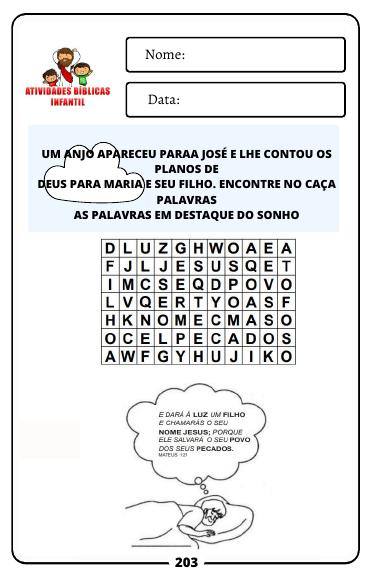 Nome:
Data:
ATIVIDADES BÍBLICAS
INFANTIL
UM ANJO APARECEU PARAA JOSÉ E LHE CONTOU OS
PLANOS DE
DEUS PARA MARIA E SEU FILHO. ENCONTRE NO CAÇA
PALAVRAS
AS PALAVRAS EM DESTAQUE DO SONHO
D L U Z G H W O A E A
F J L J E S U S Q E T
I M C S E Q D P O V O
L V Q E R T Y O A S F
H K N O M E C M A S O
O C E L P E C A D O S
A W F G Y H U J I K O
E DARÁ À LUZ UM FILHO
E CHAMARÁS O SEU
NOME JESUS; PORQUE
ELE SALVARÁ O SEU POVO
DOS SEUS PECADOS.
MATEUS 1:21
203